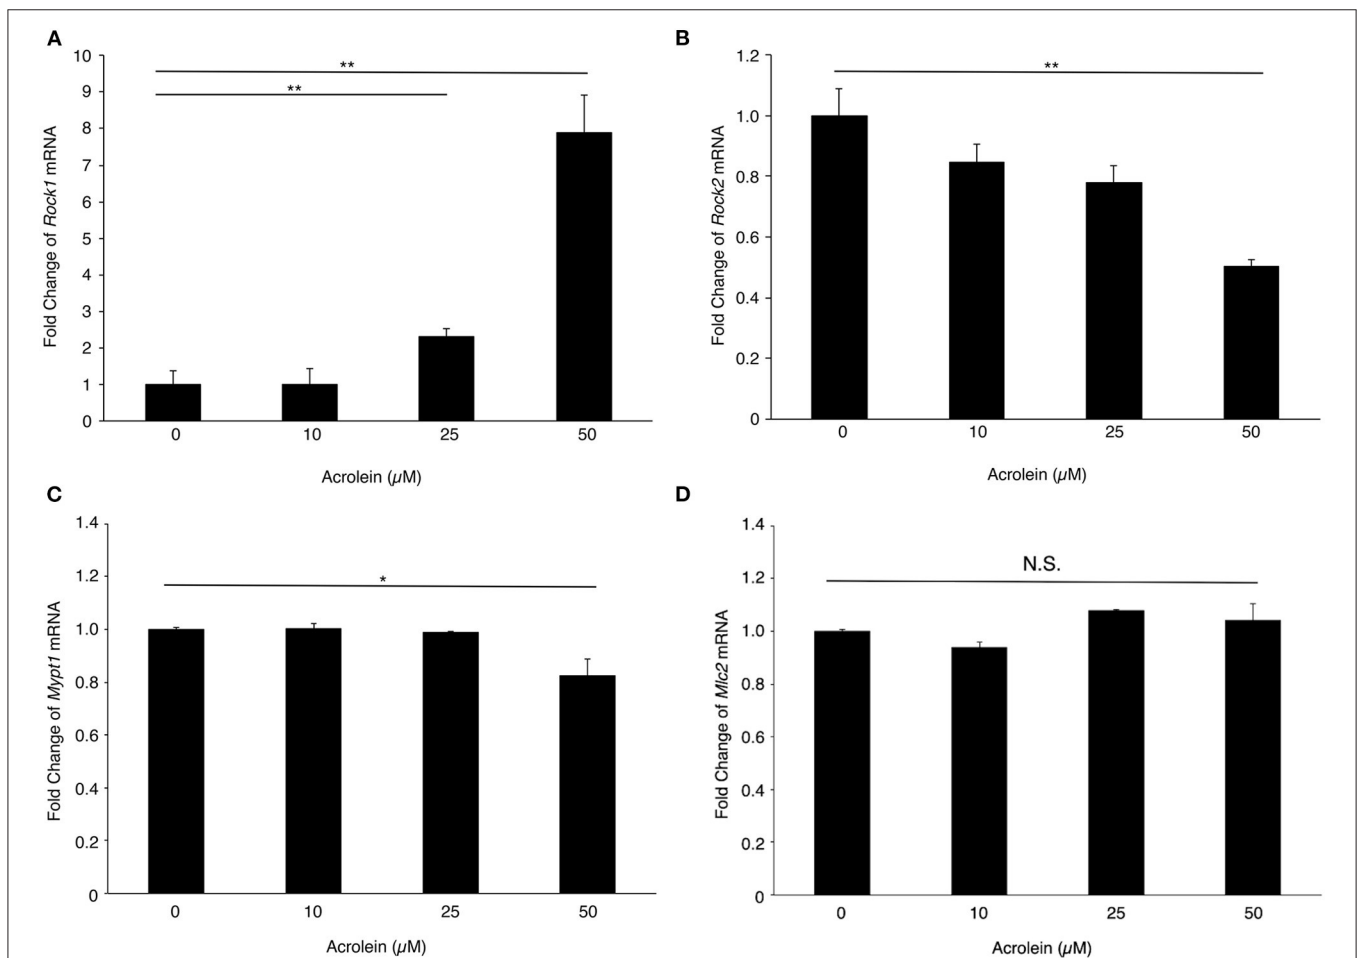 A
10
9
8
7
6
5
4
3
2
1
0
Fold Change of Rock1 mRNA
**
**
0 10 25 50
Acrolein (µM)
B
1.2
1.0
0.8
0.6
0.4
0.2
0
Fold Change of Rock2 mRNA
**
0 10 25 50
Acrolein (µM)
C
1.4
1.2
1.0
0.8
0.6
0.4
0.2
0
Fold Change of Mypt1 mRNA
*
0 10 25 50
Acrolein (µM)
D
1.4
1.2
1.0
0.8
0.6
0.4
0.2
0
Fold Change of Mlc2 mRNA
N.S.
0 10 25 50
Acrolein (µM)